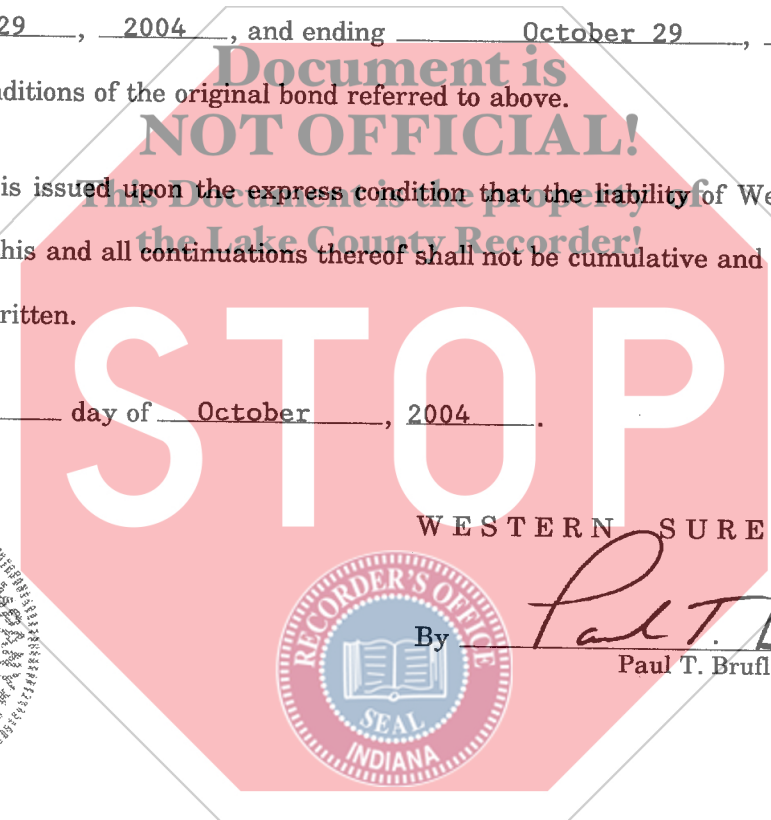 29 , 2004 , and ending October 29 ,
Document is
nditions of the original bond referred to above.
NOT OFFICIAL!
is issued upon the express condition that the liability of We
This Document is the property of
the Lake County Recorder!
his and all continuations thereof shall not be cumulative and
ritten.
STOP
day of October , 2004 .
WESTERN SURE
RECORDER'S OFFICE
By Paul T.
Paul T. Brufl
SEAL
INDIANA